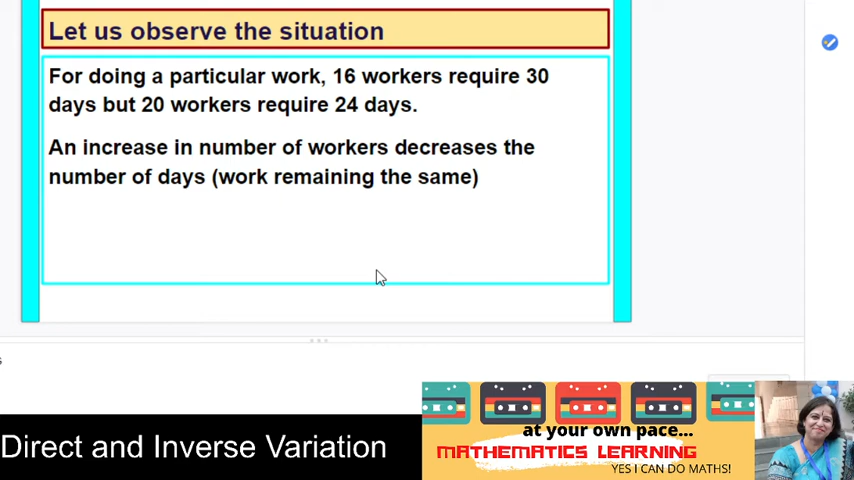 Let us observe the situation
For doing a particular work, 16 workers require 30
days but 20 workers require 24 days.
An increase in number of workers decreases the
number of days (work remaining the same)
Direct and Inverse Variation
at your own pace...
MATHEMATICS LEARNING
YES I CAN DO MATHS!